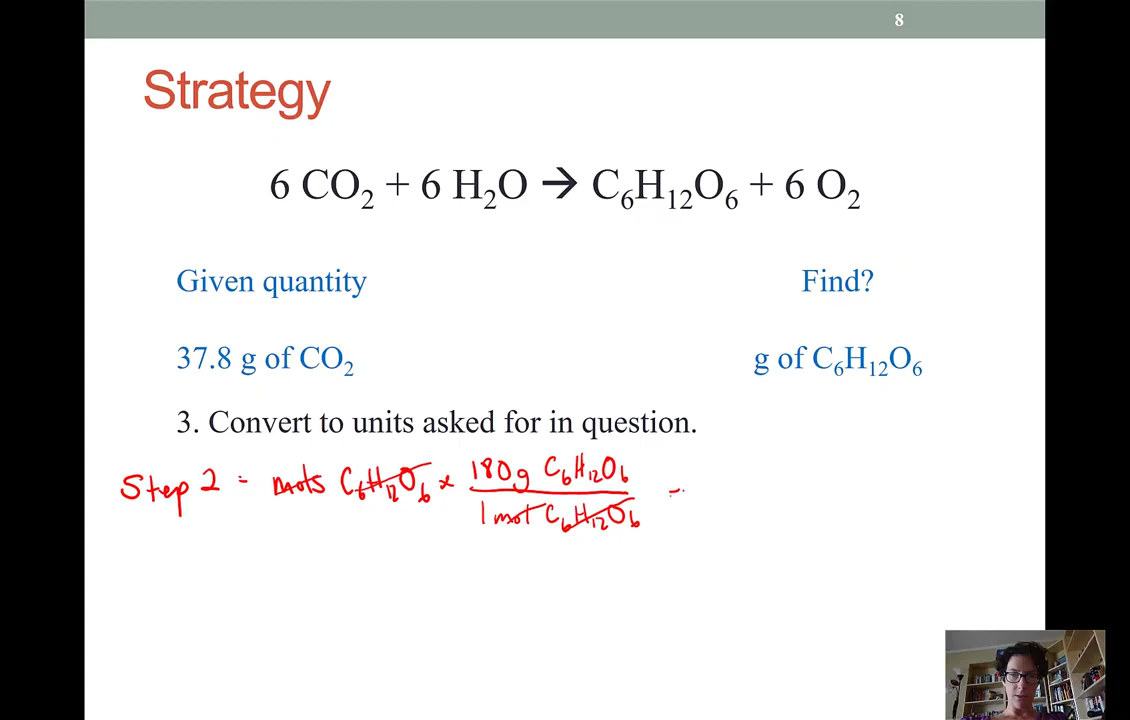 8
Strategy
6 CO₂ + 6 H₂O → C₆H₁₂O₆ + 6 O₂
Given quantity Find?
37.8 g of CO₂ g of C₆H₁₂O₆
3. Convert to units asked for in question.
Step 2 = mols C₆H₁₂O₆ × 180g C₆H₁₂O₆ =
1 mol C₆H₁₂O₆